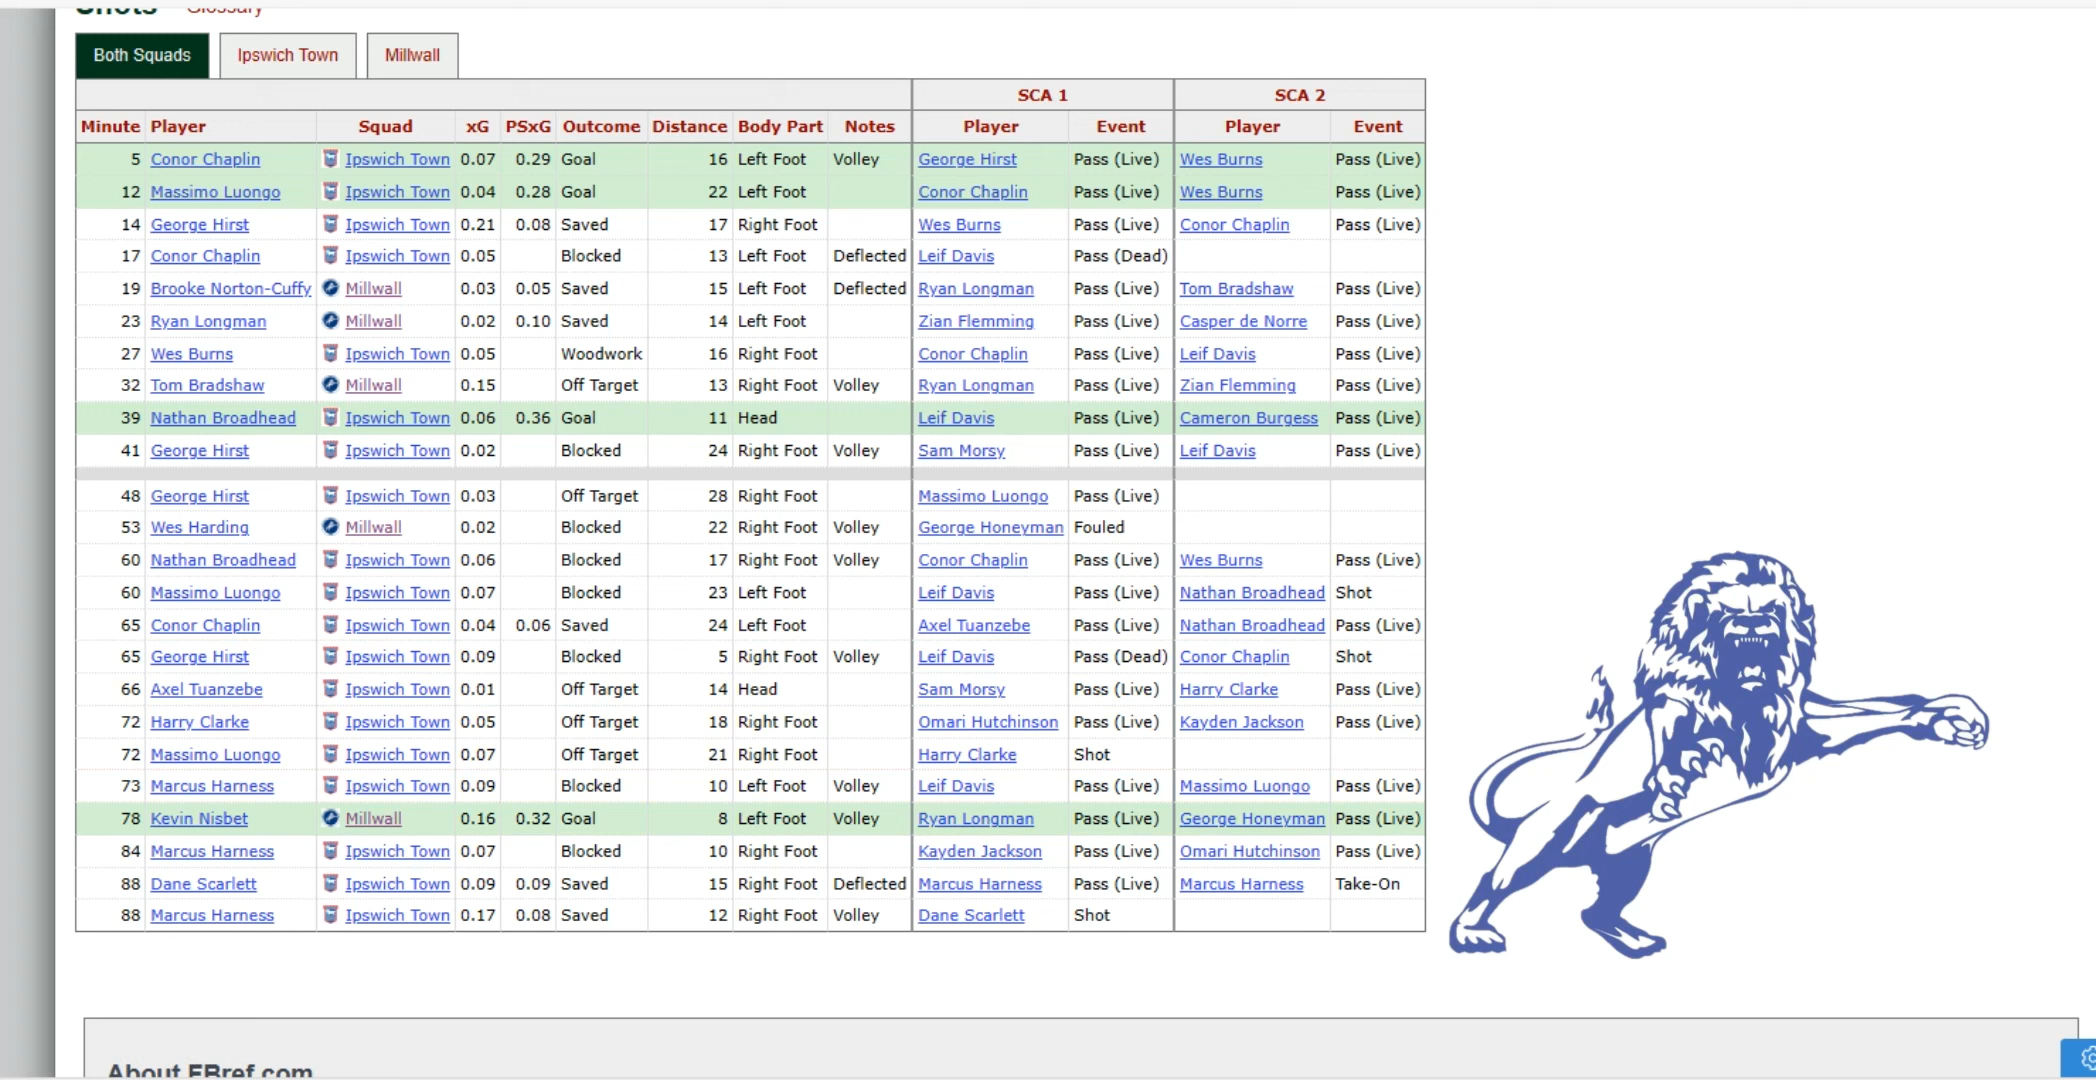 Shots Glossary
Both Squads Ipswich Town Millwall
SCA 1 SCA 2
Minute Player Squad xG PSxG Outcome Distance Body Part Notes Player Event Player Event
5 Conor Chaplin Ipswich Town 0.07 0.29 Goal 16 Left Foot Volley George Hirst Pass (Live) Wes Burns Pass (Live)
12 Massimo Luongo Ipswich Town 0.04 0.28 Goal 22 Left Foot Conor Chaplin Pass (Live) Wes Burns Pass (Live)
14 George Hirst Ipswich Town 0.21 0.08 Saved 17 Right Foot Wes Burns Pass (Live) Conor Chaplin Pass (Live)
17 Conor Chaplin Ipswich Town 0.05 Blocked 13 Left Foot Deflected Leif Davis Pass (Dead)
19 Brooke Norton-Cuffy Millwall 0.03 0.05 Saved 15 Left Foot Deflected Ryan Longman Pass (Live) Tom Bradshaw Pass (Live)
23 Ryan Longman Millwall 0.02 0.10 Saved 14 Left Foot Zian Flemming Pass (Live) Casper de Norre Pass (Live)
27 Wes Burns Ipswich Town 0.05 Woodwork 16 Right Foot Conor Chaplin Pass (Live) Leif Davis Pass (Live)
32 Tom Bradshaw Millwall 0.15 Off Target 13 Right Foot Volley Ryan Longman Pass (Live) Zian Flemming Pass (Live)
39 Nathan Broadhead Ipswich Town 0.06 0.36 Goal 11 Head Leif Davis Pass (Live) Cameron Burgess Pass (Live)
41 George Hirst Ipswich Town 0.02 Blocked 24 Right Foot Volley Sam Morsy Pass (Live) Leif Davis Pass (Live)
48 George Hirst Ipswich Town 0.03 Off Target 28 Right Foot Massimo Luongo Pass (Live)
53 Wes Harding Millwall 0.02 Blocked 22 Right Foot Volley George Honeyman Fouled
60 Nathan Broadhead Ipswich Town 0.06 Blocked 17 Right Foot Volley Conor Chaplin Pass (Live) Wes Burns Pass (Live)
60 Massimo Luongo Ipswich Town 0.07 Blocked 23 Left Foot Leif Davis Pass (Live) Nathan Broadhead Shot
65 Conor Chaplin Ipswich Town 0.04 0.06 Saved 24 Left Foot Axel Tuanzebe Pass (Live) Nathan Broadhead Pass (Live)
65 George Hirst Ipswich Town 0.09 Blocked 5 Right Foot Volley Leif Davis Pass (Dead) Conor Chaplin Shot
66 Axel Tuanzebe Ipswich Town 0.01 Off Target 14 Head Sam Morsy Pass (Live) Harry Clarke Pass (Live)
72 Harry Clarke Ipswich Town 0.05 Off Target 18 Right Foot Omari Hutchinson Pass (Live) Kayden Jackson Pass (Live)
72 Massimo Luongo Ipswich Town 0.07 Off Target 21 Right Foot Harry Clarke Shot
73 Marcus Harness Ipswich Town 0.09 Blocked 10 Left Foot Volley Leif Davis Pass (Live) Massimo Luongo Pass (Live)
78 Kevin Nisbet Millwall 0.16 0.32 Goal 8 Left Foot Volley Ryan Longman Pass (Live) George Honeyman Pass (Live)
84 Marcus Harness Ipswich Town 0.07 Blocked 10 Right Foot Kayden Jackson Pass (Live) Omari Hutchinson Pass (Live)
88 Dane Scarlett Ipswich Town 0.09 0.09 Saved 15 Right Foot Deflected Marcus Harness Pass (Live) Marcus Harness Take-On
88 Marcus Harness Ipswich Town 0.17 0.08 Saved 12 Right Foot Volley Dane Scarlett Shot
About FBref.com